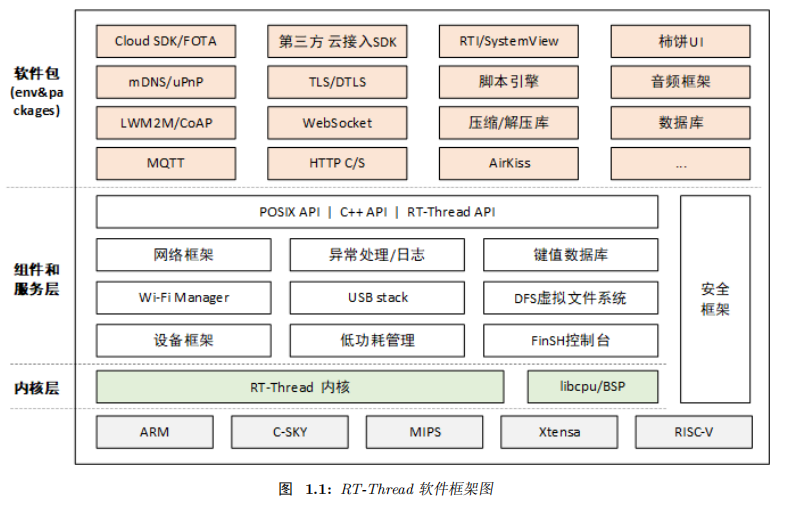 软件包
(env&pa
ckages)
Cloud SDK/FOTA
第三方 云接入SDK
RTI/SystemView
柿饼UI
mDNS/uPnP
TLS/DTLS
脚本引擎
音频框架
LWM2M/CoAP
WebSocket
压缩/解压库
数据库
MQTT
HTTP C/S
AirKiss
...
组件和
服务层
POSIX API | C++ API | RT-Thread API
网络框架
异常处理/日志
键值数据库
Wi-Fi Manager
USB stack
DFS虚拟文件系统
设备框架
低功耗管理
FinSH控制台
安全
框架
内核层
RT-Thread 内核
libcpu/BSP
ARM
C-SKY
MIPS
Xtensa
RISC-V
图 1.1: RT-Thread 软件框架图